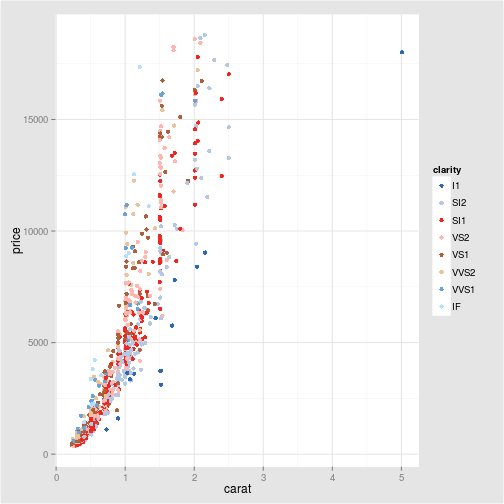 15000
10000
5000
0
price
0
1
2
3
4
5
carat
clarity
I1
SI2
SI1
VS2
VS1
VVS2
VVS1
IF